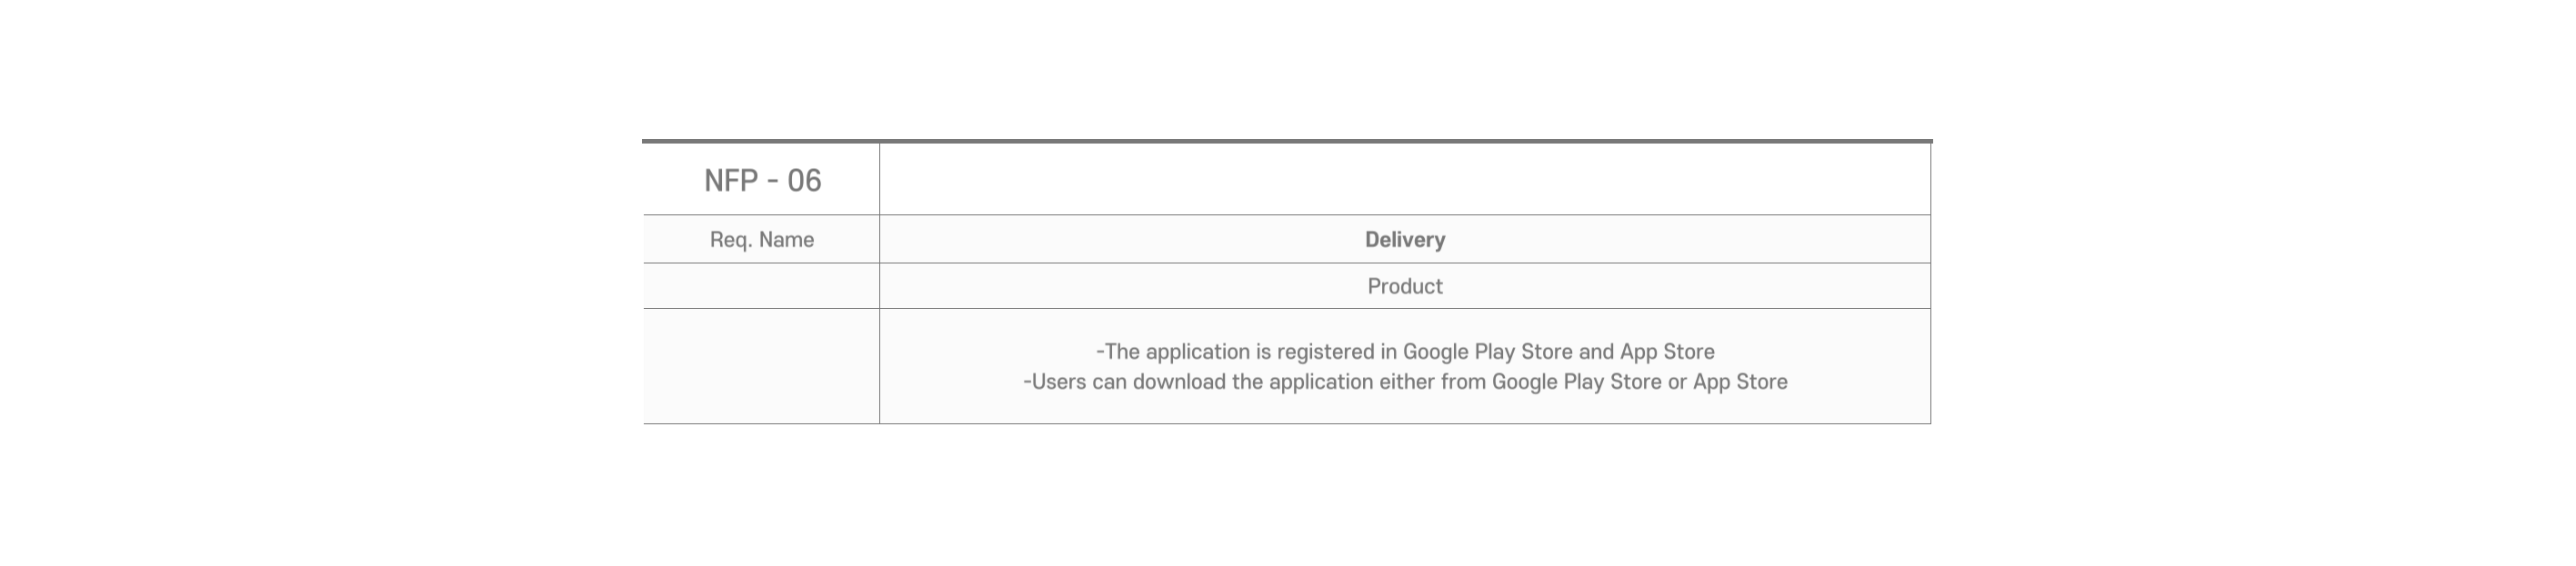 NFP - 06
Req. Name
Delivery
Product
-The application is registered in Google Play Store and App Store
-Users can download the application either from Google Play Store or App Store